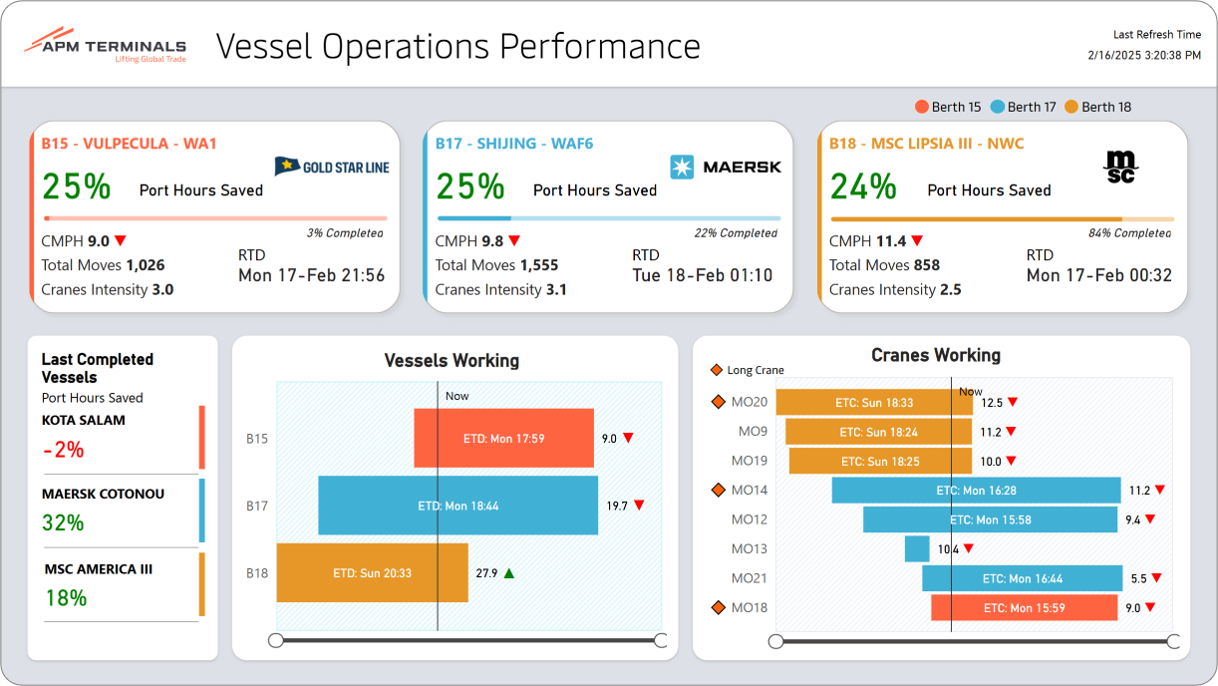 APM TERMINALS
Lifting Global Trade
Vessel Operations Performance
Last Refresh Time
2/16/2025 3:20:38 PM
Berth 15 Berth 17 Berth 18
B15 - VULPECULA - WA1
GOLD STAR LINE
25% Port Hours Saved
3% Completed
CMPH 9.0
Total Moves 1,026
Cranes Intensity 3.0
RTD
Mon 17-Feb 21:56
B17 - SHIJING - WAF6
MAERSK
25% Port Hours Saved
22% Completed
CMPH 9.8
Total Moves 1,555
Cranes Intensity 3.1
RTD
Tue 18-Feb 01:10
B18 - MSC LIPSIA III - NWC
msc
24% Port Hours Saved
84% Completed
CMPH 11.4
Total Moves 858
Cranes Intensity 2.5
RTD
Mon 17-Feb 00:32
Last Completed
Vessels
Port Hours Saved
KOTA SALAM
-2%
MAERSK COTONOU
32%
MSC AMERICA III
18%
Vessels Working
Now
B15 ETD: Mon 17:59 9.0
B17 ETD: Mon 18:44 19.7
B18 ETD: Sun 20:33 27.9
Cranes Working
Long Crane
Now
MO20 ETC: Sun 18:33 12.5
MO9 ETC: Sun 18:24 11.2
MO19 ETC: Sun 18:25 10.0
MO14 ETC: Mon 16:28 11.2
MO12 ETC: Mon 15:58 9.4
MO13 10.4
MO21 ETC: Mon 16:44 5.5
MO18 ETC: Mon 15:59 9.0